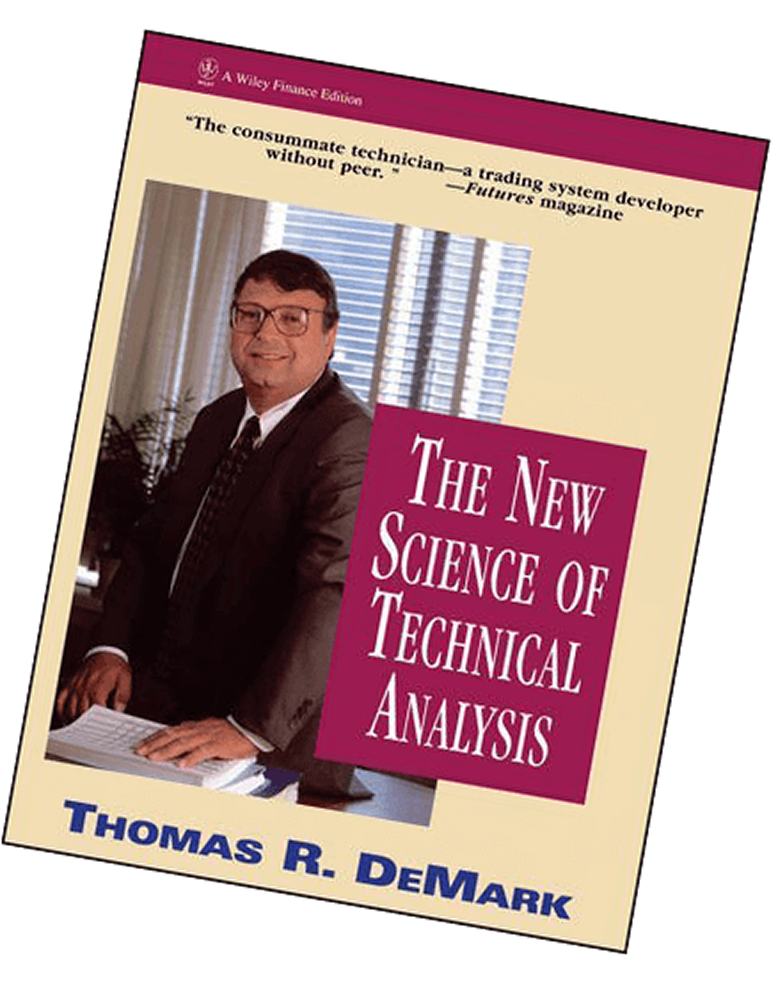 WILEY
A Wiley Finance Edition
"The consummate technician—a trading system developer
without peer. "
—Futures magazine
THE NEW
SCIENCE OF
TECHNICAL
ANALYSIS
THOMAS R. DEMARK